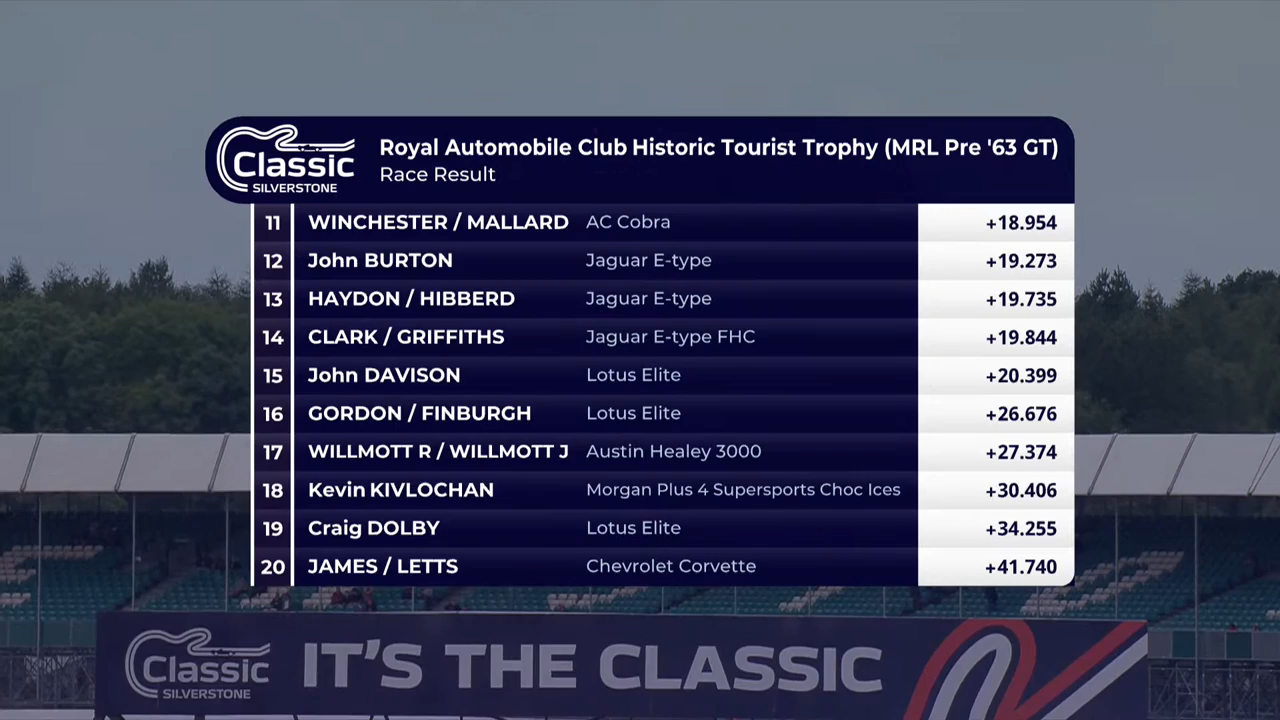 Classic
SILVERSTONE
Royal Automobile Club Historic Tourist Trophy (MRL Pre '63 GT)
Race Result
11 WINCHESTER / MALLARD AC Cobra +18.954
12 John BURTON Jaguar E-type +19.273
13 HAYDON / HIBBERD Jaguar E-type +19.735
14 CLARK / GRIFFITHS Jaguar E-type FHC +19.844
15 John DAVISON Lotus Elite +20.399
16 GORDON / FINBURGH Lotus Elite +26.676
17 WILLMOTT R / WILLMOTT J Austin Healey 3000 +27.374
18 Kevin KIVLOCHAN Morgan Plus 4 Supersports Choc Ices +30.406
19 Craig DOLBY Lotus Elite +34.255
20 JAMES / LETTS Chevrolet Corvette +41.740
Classic
SILVERSTONE
IT'S THE CLASSIC